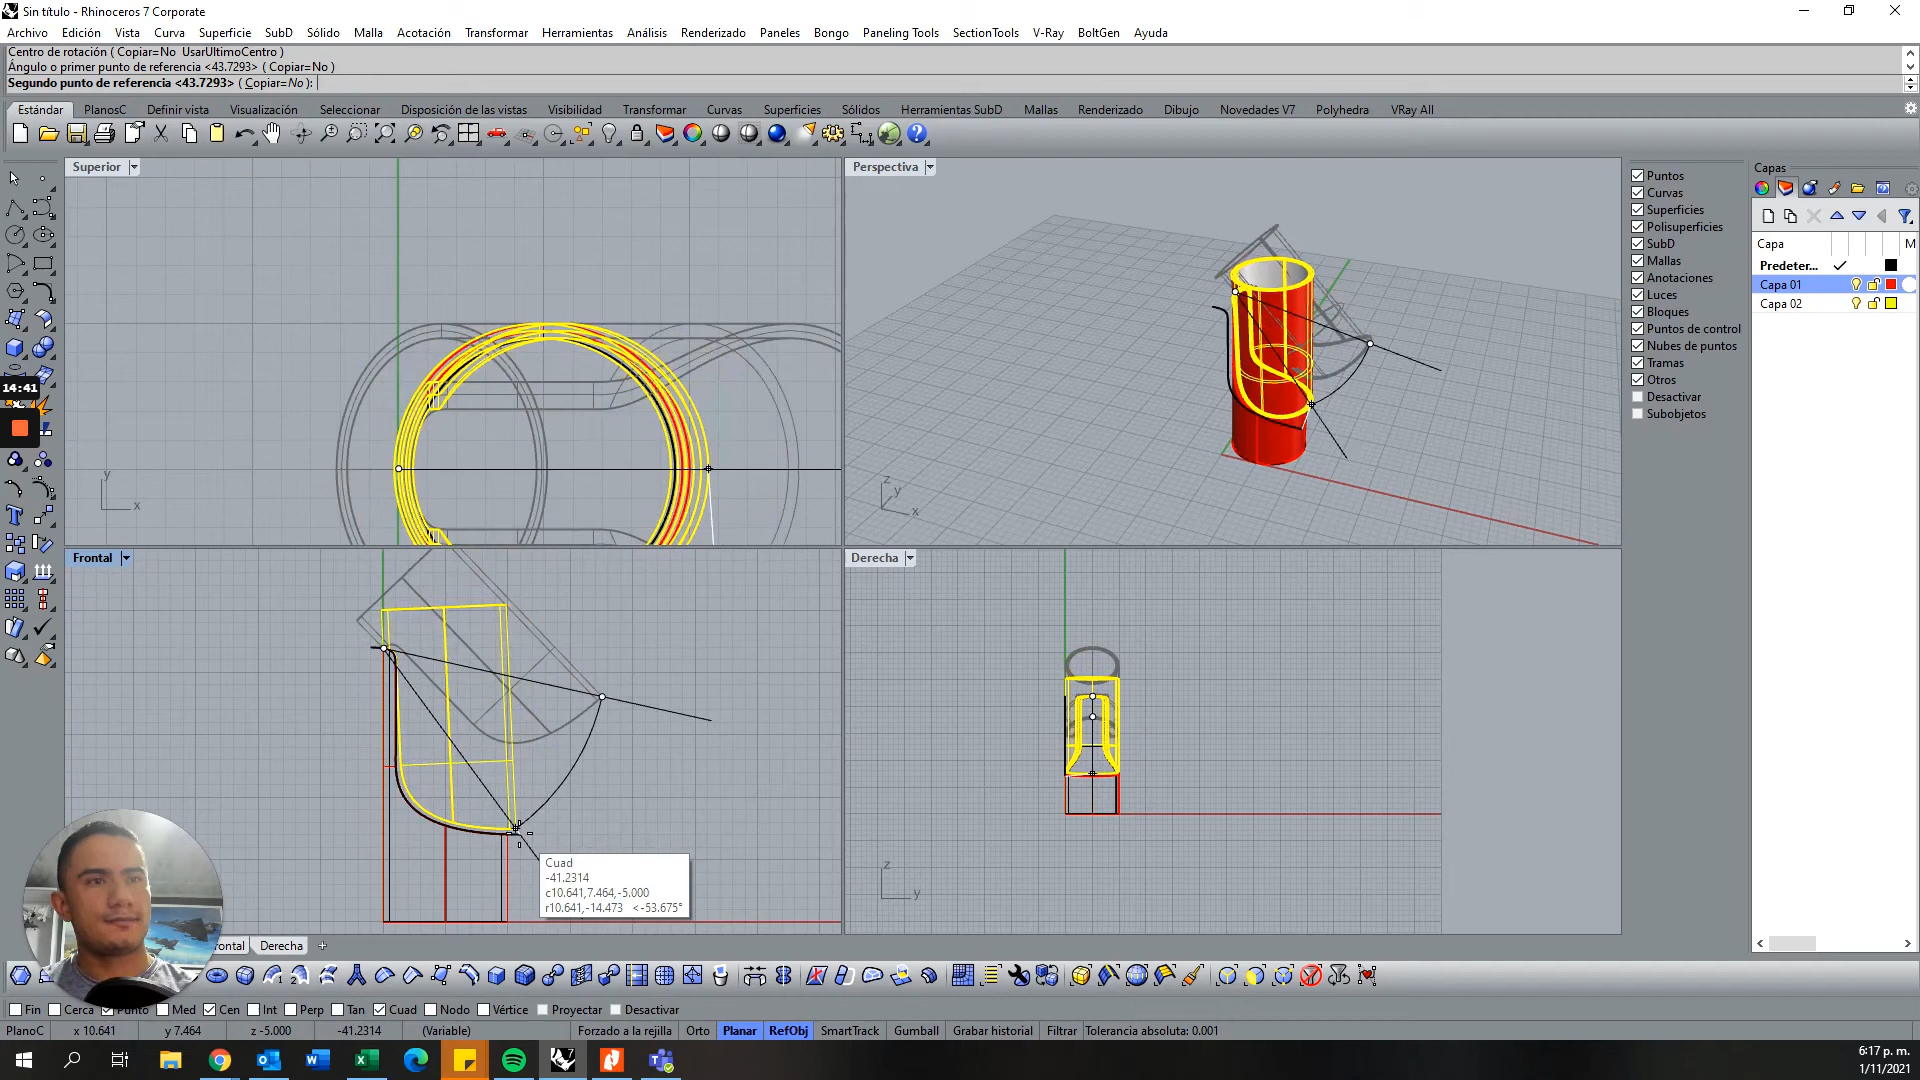 Sin título - Rhinoceros 7 Corporate
Archivo Edición Vista Curva Superficie SubD Sólido Malla Acotación Transformar Herramientas Análisis Renderizado Paneles Bongo Paneling Tools SectionTools V-Ray BoltGen Ayuda
Centro de rotación ( Copiar=No UsarÚltimoCentro )
Ángulo o primer punto de referencia <43.7293> ( Copiar=No )
Segundo punto de referencia <43.7293> ( Copiar=No ):
Estándar PlanosC Definir vista Visualización Seleccionar Disposición de las vistas Visibilidad Transformar Curvas Superficies Sólidos Herramientas SubD Mallas Renderizado Dibujo Novedades V7 Polyhedra VRay All
Superior
y
x
Perspectiva
z
y
x
Puntos
Curvas
Superficies
Polisuperficies
SubD
Mallas
Anotaciones
Luces
Bloques
Puntos de control
Nubes de puntos
Tramas
Otros
Desactivar
Subobjetos
Capas
Capa M
Predeter...
Capa 01
Capa 02
14:41
Frontal
Cuad
-41.2314
c10.641,7.464,-5.000
r10.641,-14.473 <-53.675°
Derecha
z
y
ontal Derecha
Fin Cerca Punto Med Cen Int Perp Tan Cuad Nodo Vértice Proyectar Desactivar
PlanoC x 10.641 y 7.464 z -5.000 -41.2314 (Variable) Forzado a la rejilla Orto Planar RefObj SmartTrack Gumball Grabar historial Filtrar Tolerancia absoluta: 0.001
6:17 p. m.
1/11/2021